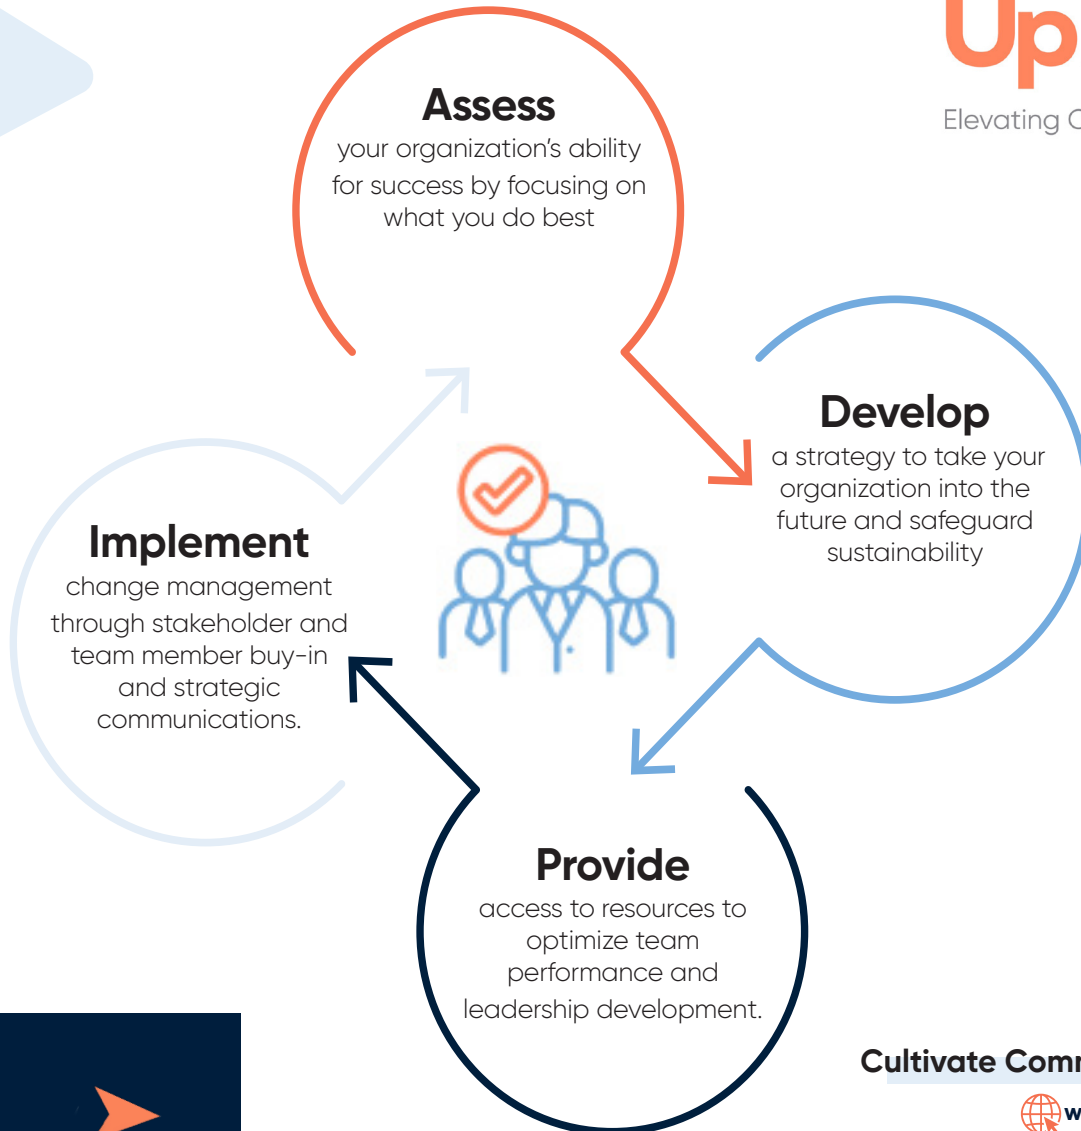 Up
Elevating
Assess
your organization's ability
for success by focusing on
what you do best
Develop
a strategy to take your
organization into the
future and safeguard
sustainability
Implement
change management
through stakeholder and
team member buy-in
and strategic
communications.
Provide
access to resources to
optimize team
performance and
leadership development.
Cultivate